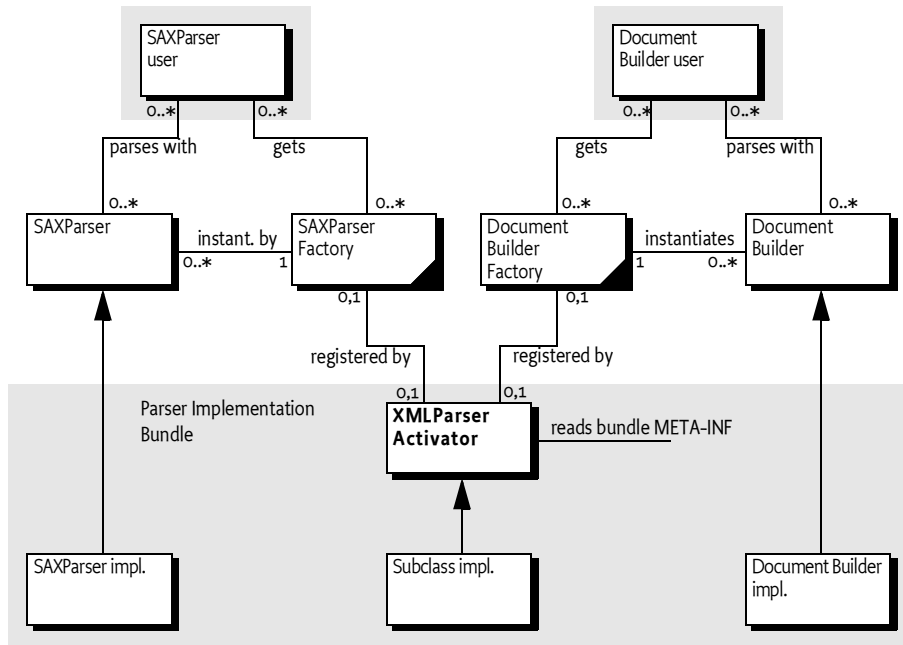 SAXParser
user
Document
Builder user
0..*
0..*
0..*
0..*
parses with
gets
gets
parses with
0..*
0..*
0..*
0..*
SAXParser
SAXParser
Factory
Document
Builder
Factory
Document
Builder
instant. by
instantiates
0..*
1
1
0..*
0,1
0,1
registered by
registered by
0,1
0,1
Parser Implementation
Bundle
XMLParser
Activator
reads bundle META-INF
SAXParser impl.
Subclass impl.
Document Builder
impl.